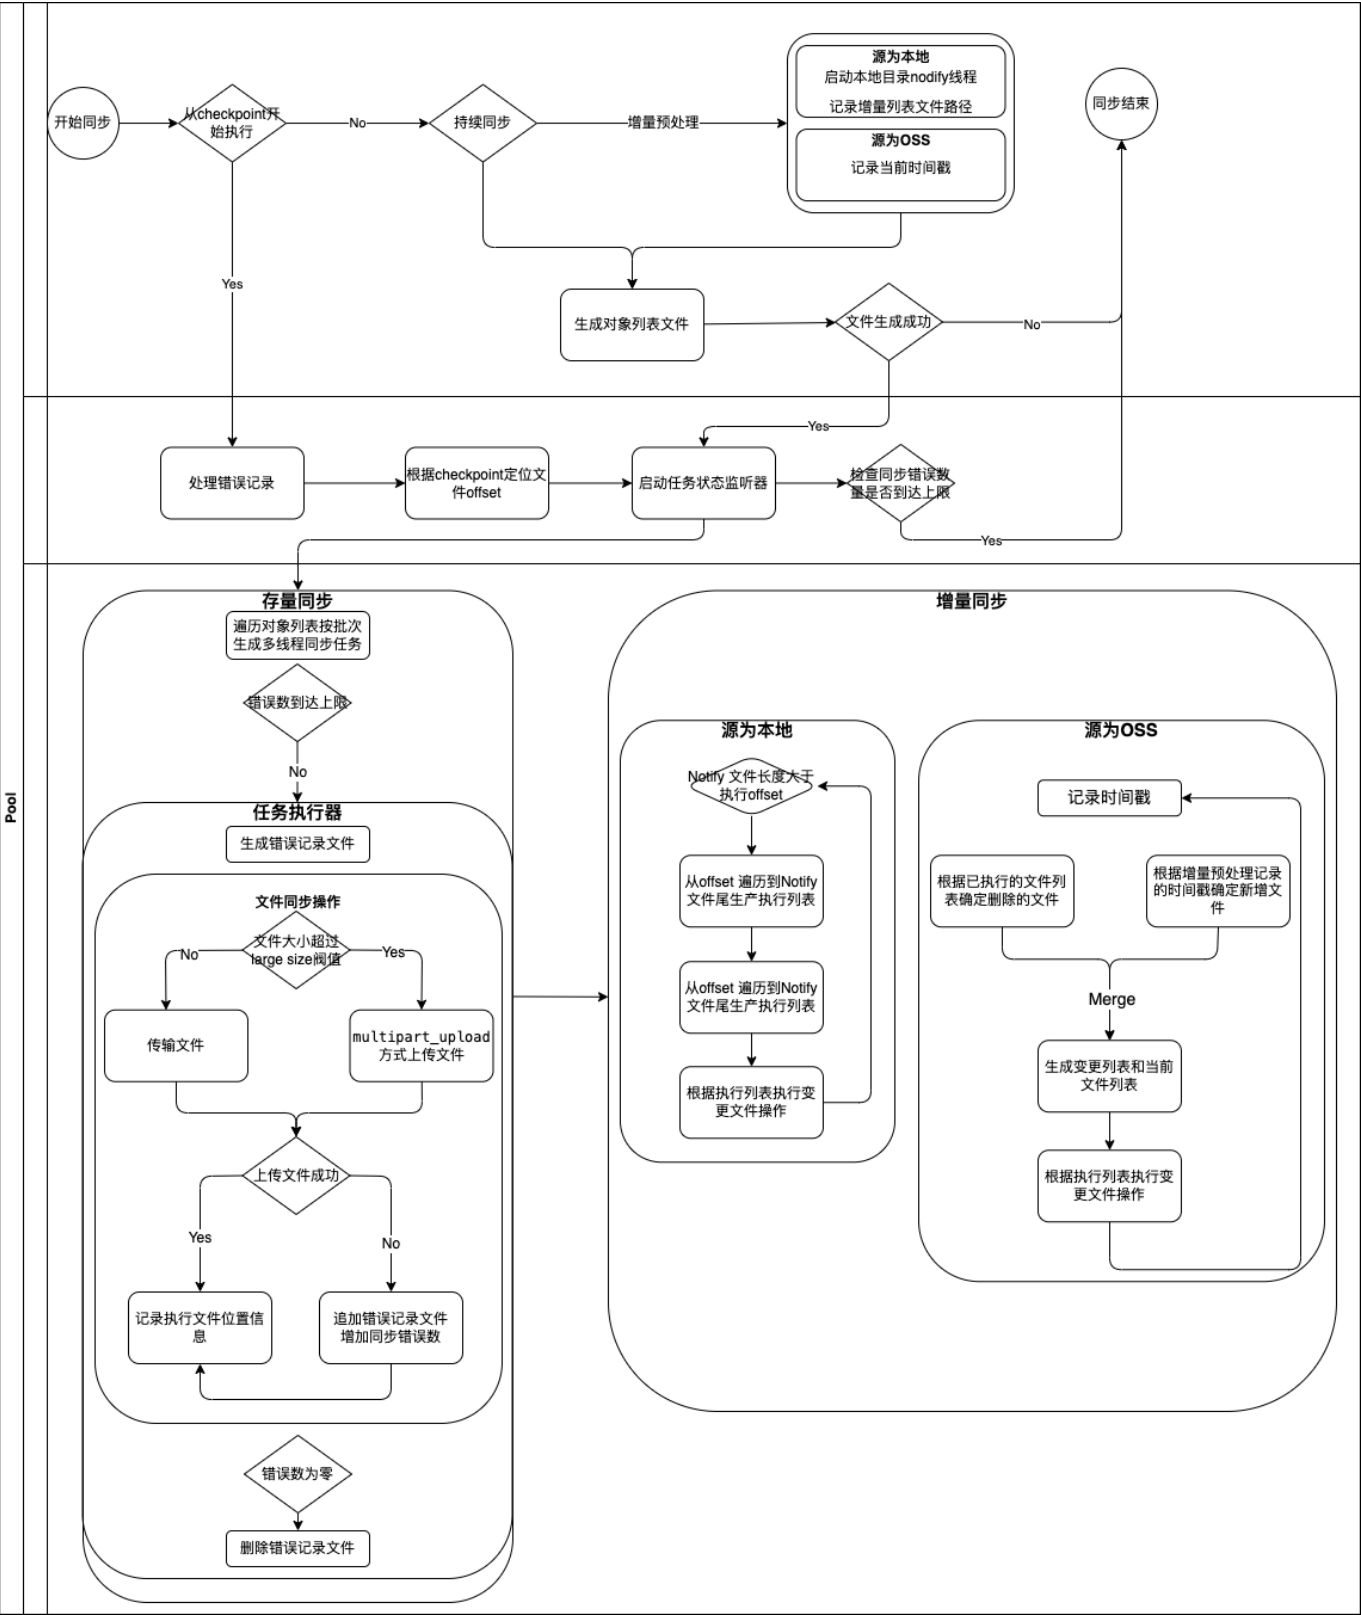 Pool
开始同步
从checkpoint开
始执行
No
持续同步
增量预处理
源为本地
启动本地目录nodify线程
记录增量列表文件路径
源为OSS
记录当前时间戳
同步结束
Yes
生成对象列表文件
文件生成成功
No
Yes
处理错误记录
根据checkpoint定位文
件offset
启动任务状态监听器
检查同步错误数
量是否到达上限
Yes
存量同步
遍历对象列表按批次
生成多线程同步任务
错误数到达上限
No
任务执行器
生成错误记录文件
文件同步操作
文件大小超过
large size阀值
No
Yes
传输文件
multipart_upload
方式上传文件
上传文件成功
Yes
No
记录执行文件位置信
息
追加错误记录文件
增加同步错误数
错误数为零
删除错误记录文件
增量同步
源为本地
Notify 文件长度大于
执行offset
从offset 遍历到Notify
文件尾生产执行列表
从offset 遍历到Notify
文件尾生产执行列表
根据执行列表执行变
更文件操作
源为OSS
记录时间戳
根据已执行的文件列
表确定删除的文件
根据增量预处理记录
的时间戳确定新增文
件
Merge
生成变更列表和当前
文件列表
根据执行列表执行变
更文件操作